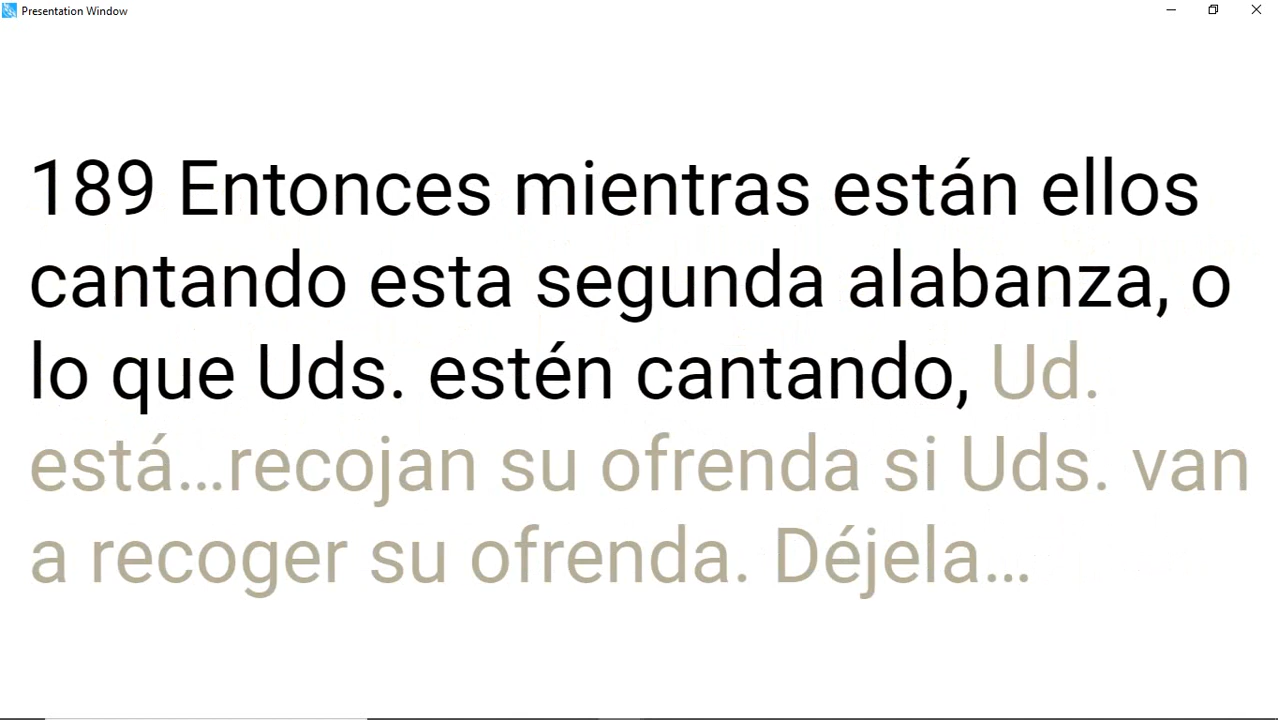 Presentation Window
189 Entonces mientras están ellos
cantando esta segunda alabanza, o
lo que Uds. estén cantando, Ud.
está...recojan su ofrenda si Uds. van
a recoger su ofrenda. Déjela...